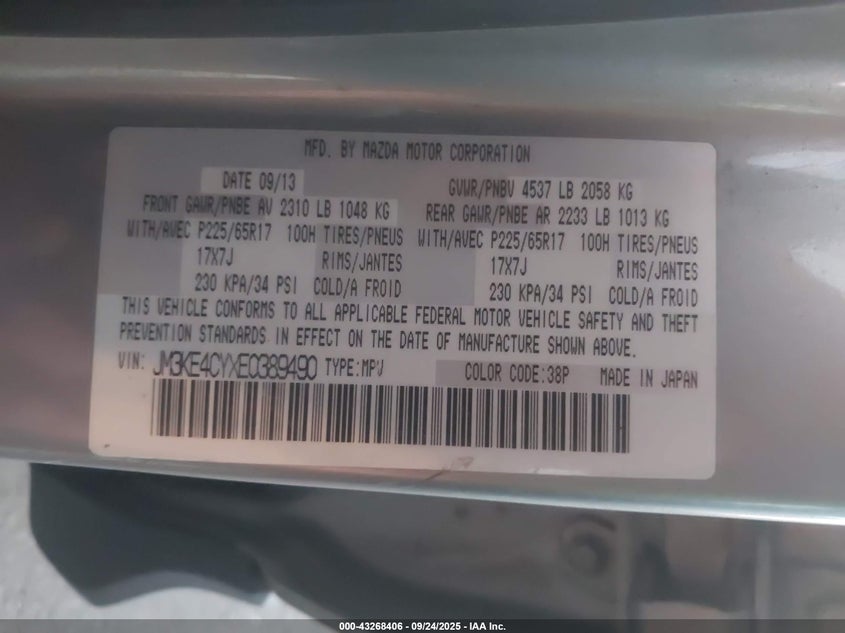 MFD. BY MAZDA MOTOR CORPORATION
DATE 09/13 GVWR/PNBV 4537 LB 2058 KG
FRONT GAWR/PNBE AV 2310 LB 1048 KG REAR GAWR/PNBE AR 2233 LB 1013 KG
WITH/AVEC P225/65R17 100H TIRES/PNEUS WITH/AVEC P225/65R17 100H TIRES/PNEUS
17X7J RIMS/JANTES 17X7J RIMS/JANTES
230 KPA/34 PSI COLD/A FROID 230 KPA/34 PSI COLD/A FROID
THIS VEHICLE CONFORMS TO ALL APPLICABLE FEDERAL MOTOR VEHICLE SAFETY AND THEFT
PREVENTION STANDARDS IN EFFECT ON THE DATE OF MANUFACTURE SHOWN ABOVE.
VIN: JM3KE4CYXE0389490 TYPE:MPV COLOR CODE:38P MADE IN JAPAN
000-43268406 - 09/24/2025 - IAA Inc.